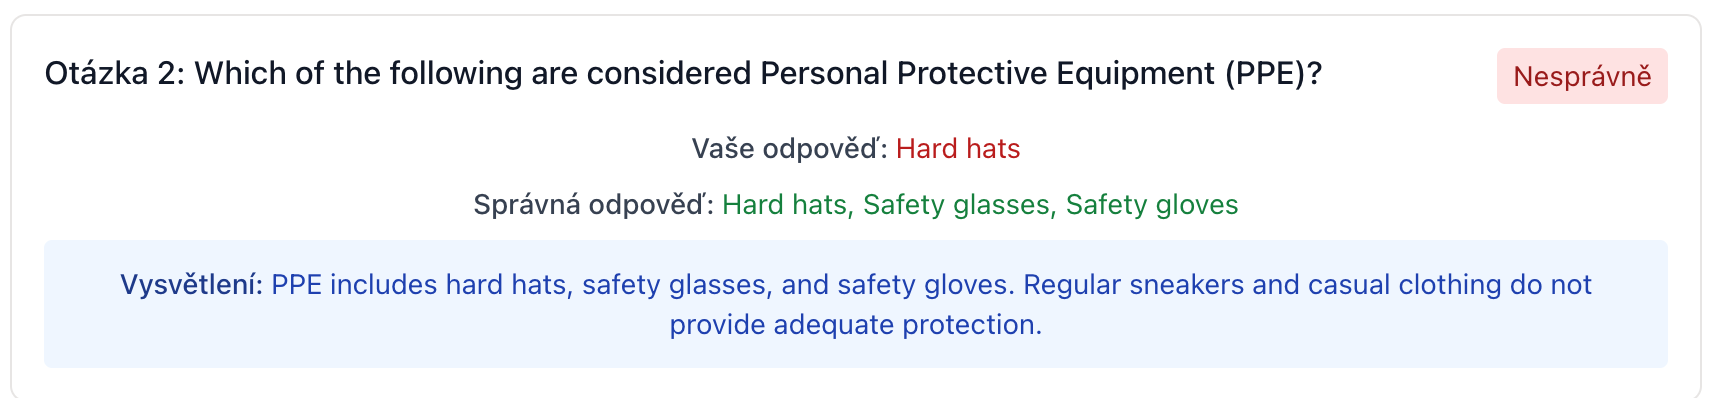 Otázka 2: Which of the following are considered Personal Protective Equipment (PPE)?
Nesprávně
Vaše odpověď: Hard hats
Správná odpověď: Hard hats, Safety glasses, Safety gloves
Vysvětlení: PPE includes hard hats, safety glasses, and safety gloves. Regular sneakers and casual clothing do not
provide adequate protection.